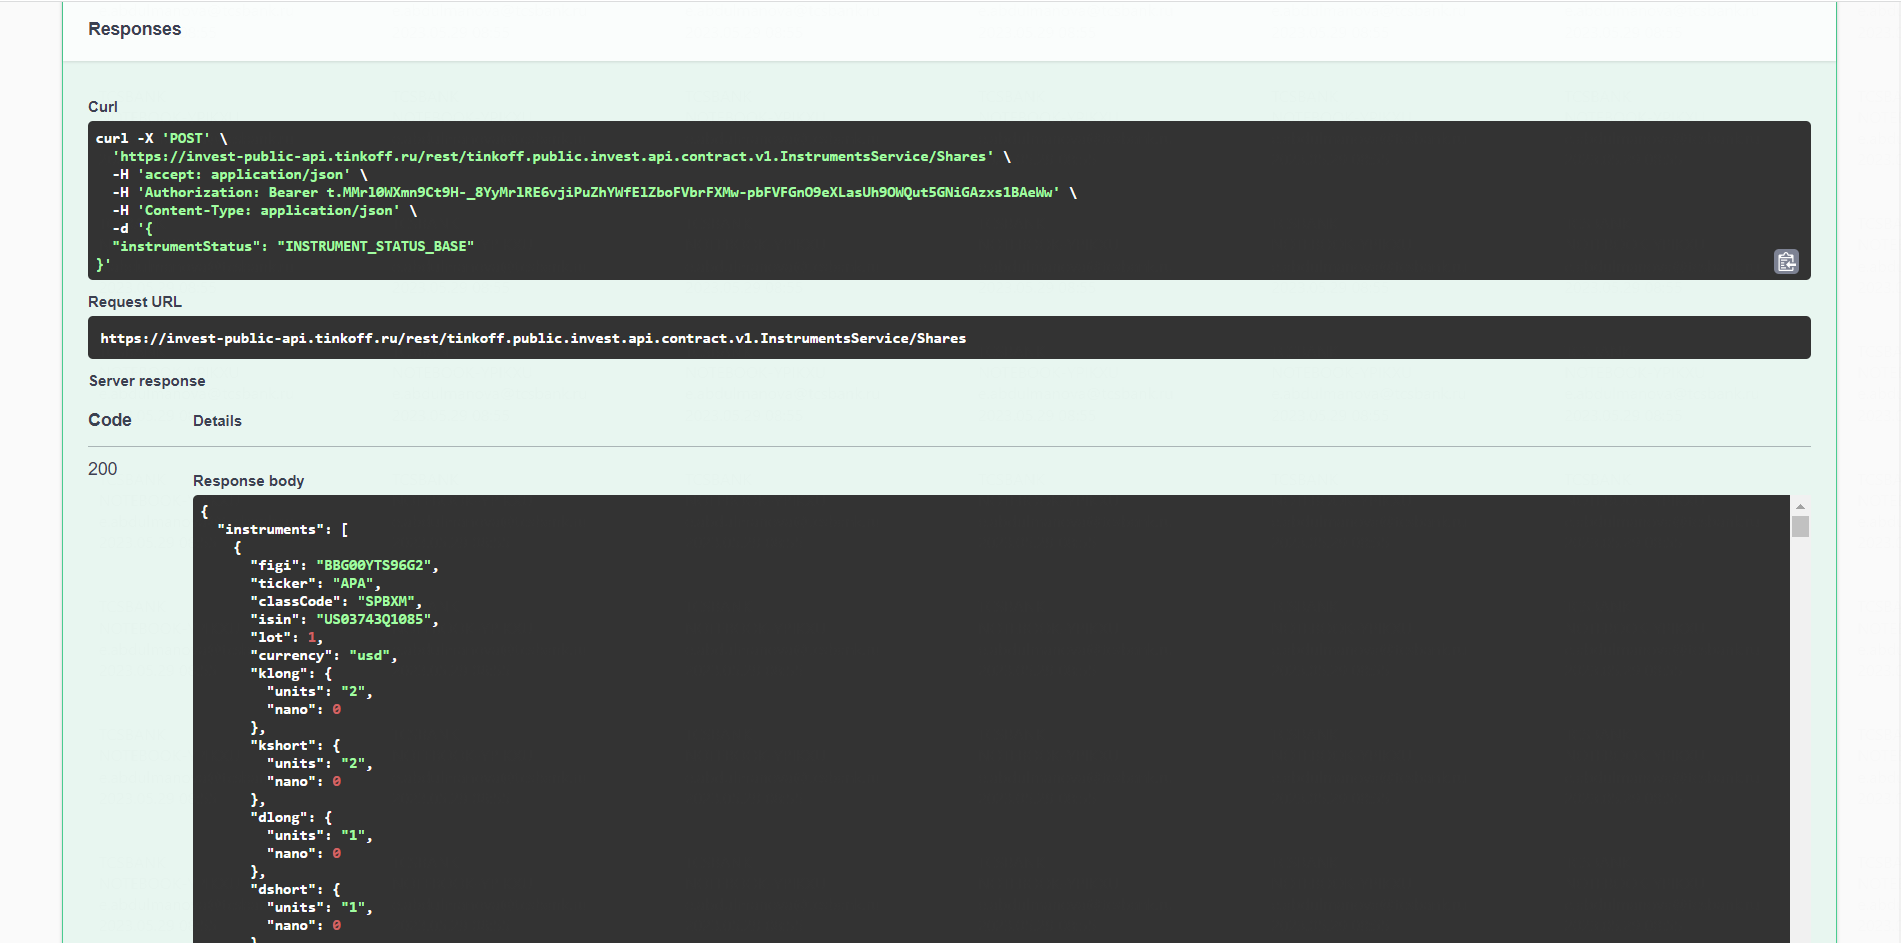 Responses
Curl
curl -X 'POST' \
'https://invest-public-api.tinkoff.ru/rest/tinkoff.public.invest.api.contract.v1.InstrumentsService/Shares' \
-H 'accept: application/json' \
-H 'Authorization: Bearer t.MMrl0WXmn9Ct9H-_8YyMrlRE6vjiPuZhYWfElZboFVbrFXMw-pbFVFGnO9eXLasUh9OWQut5GNiGAzxs1BAeWw' \
-H 'Content-Type: application/json' \
-d '{
"instrumentStatus": "INSTRUMENT_STATUS_BASE"
}'
Request URL
https://invest-public-api.tinkoff.ru/rest/tinkoff.public.invest.api.contract.v1.InstrumentsService/Shares
Server response
Code Details
200
Response body
{
"instruments": [
{
"figi": "BBG00YTS96G2",
"ticker": "APA",
"classCode": "SPBXM",
"isin": "US03743Q1085",
"lot": 1,
"currency": "usd",
"klong": {
"units": "2",
"nano": 0
},
"kshort": {
"units": "2",
"nano": 0
},
"dlong": {
"units": "1",
"nano": 0
},
"dshort": {
"units": "1",
"nano": 0
}